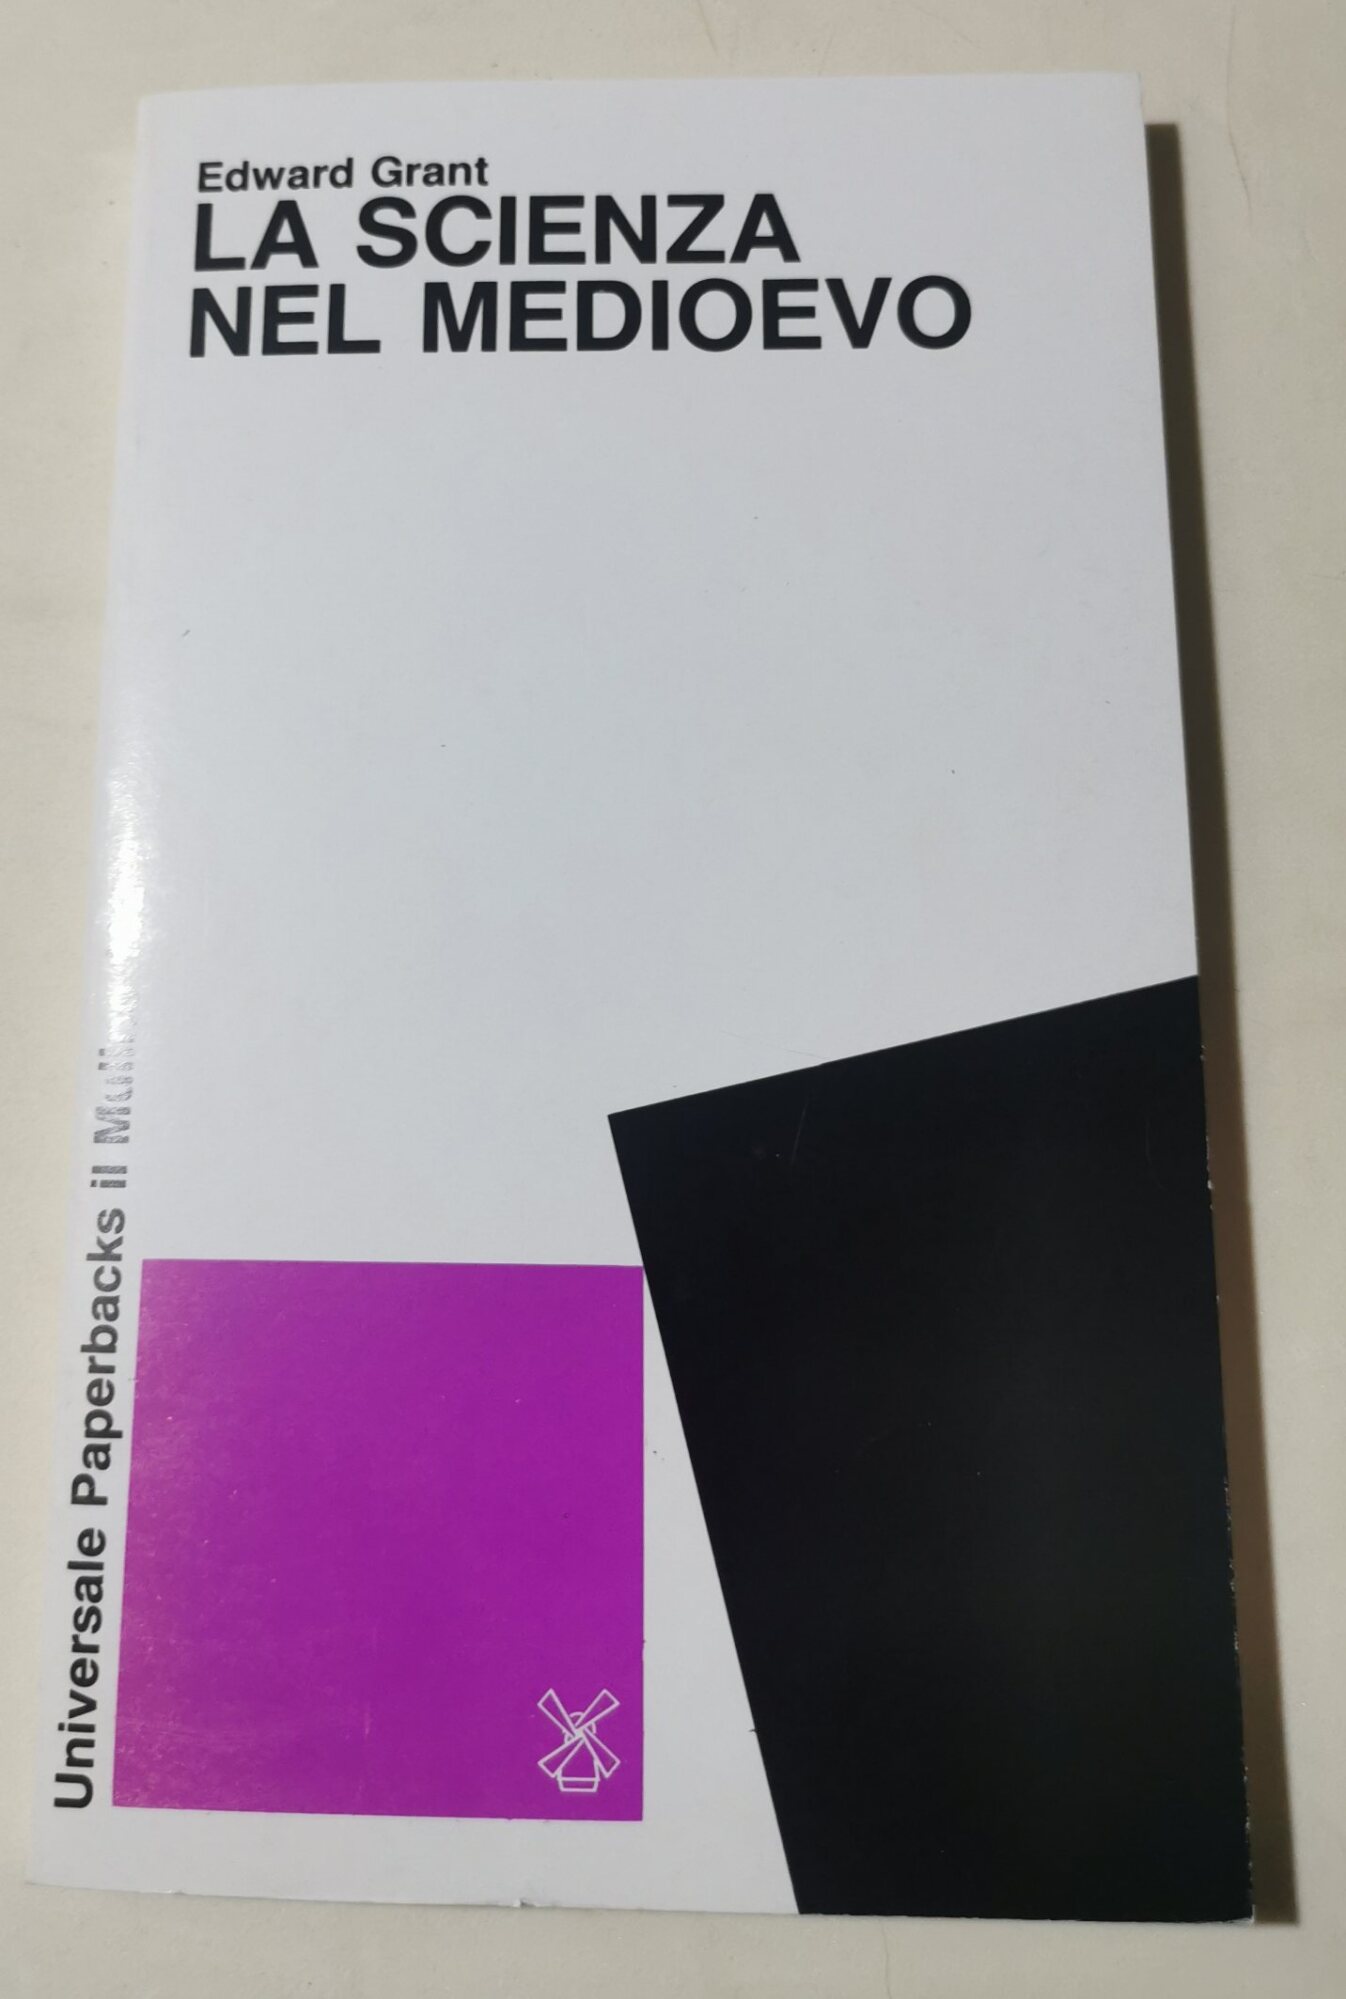 Edward Grant
LA SCIENZA
NEL MEDIOEVO
Universale Paperbacks il